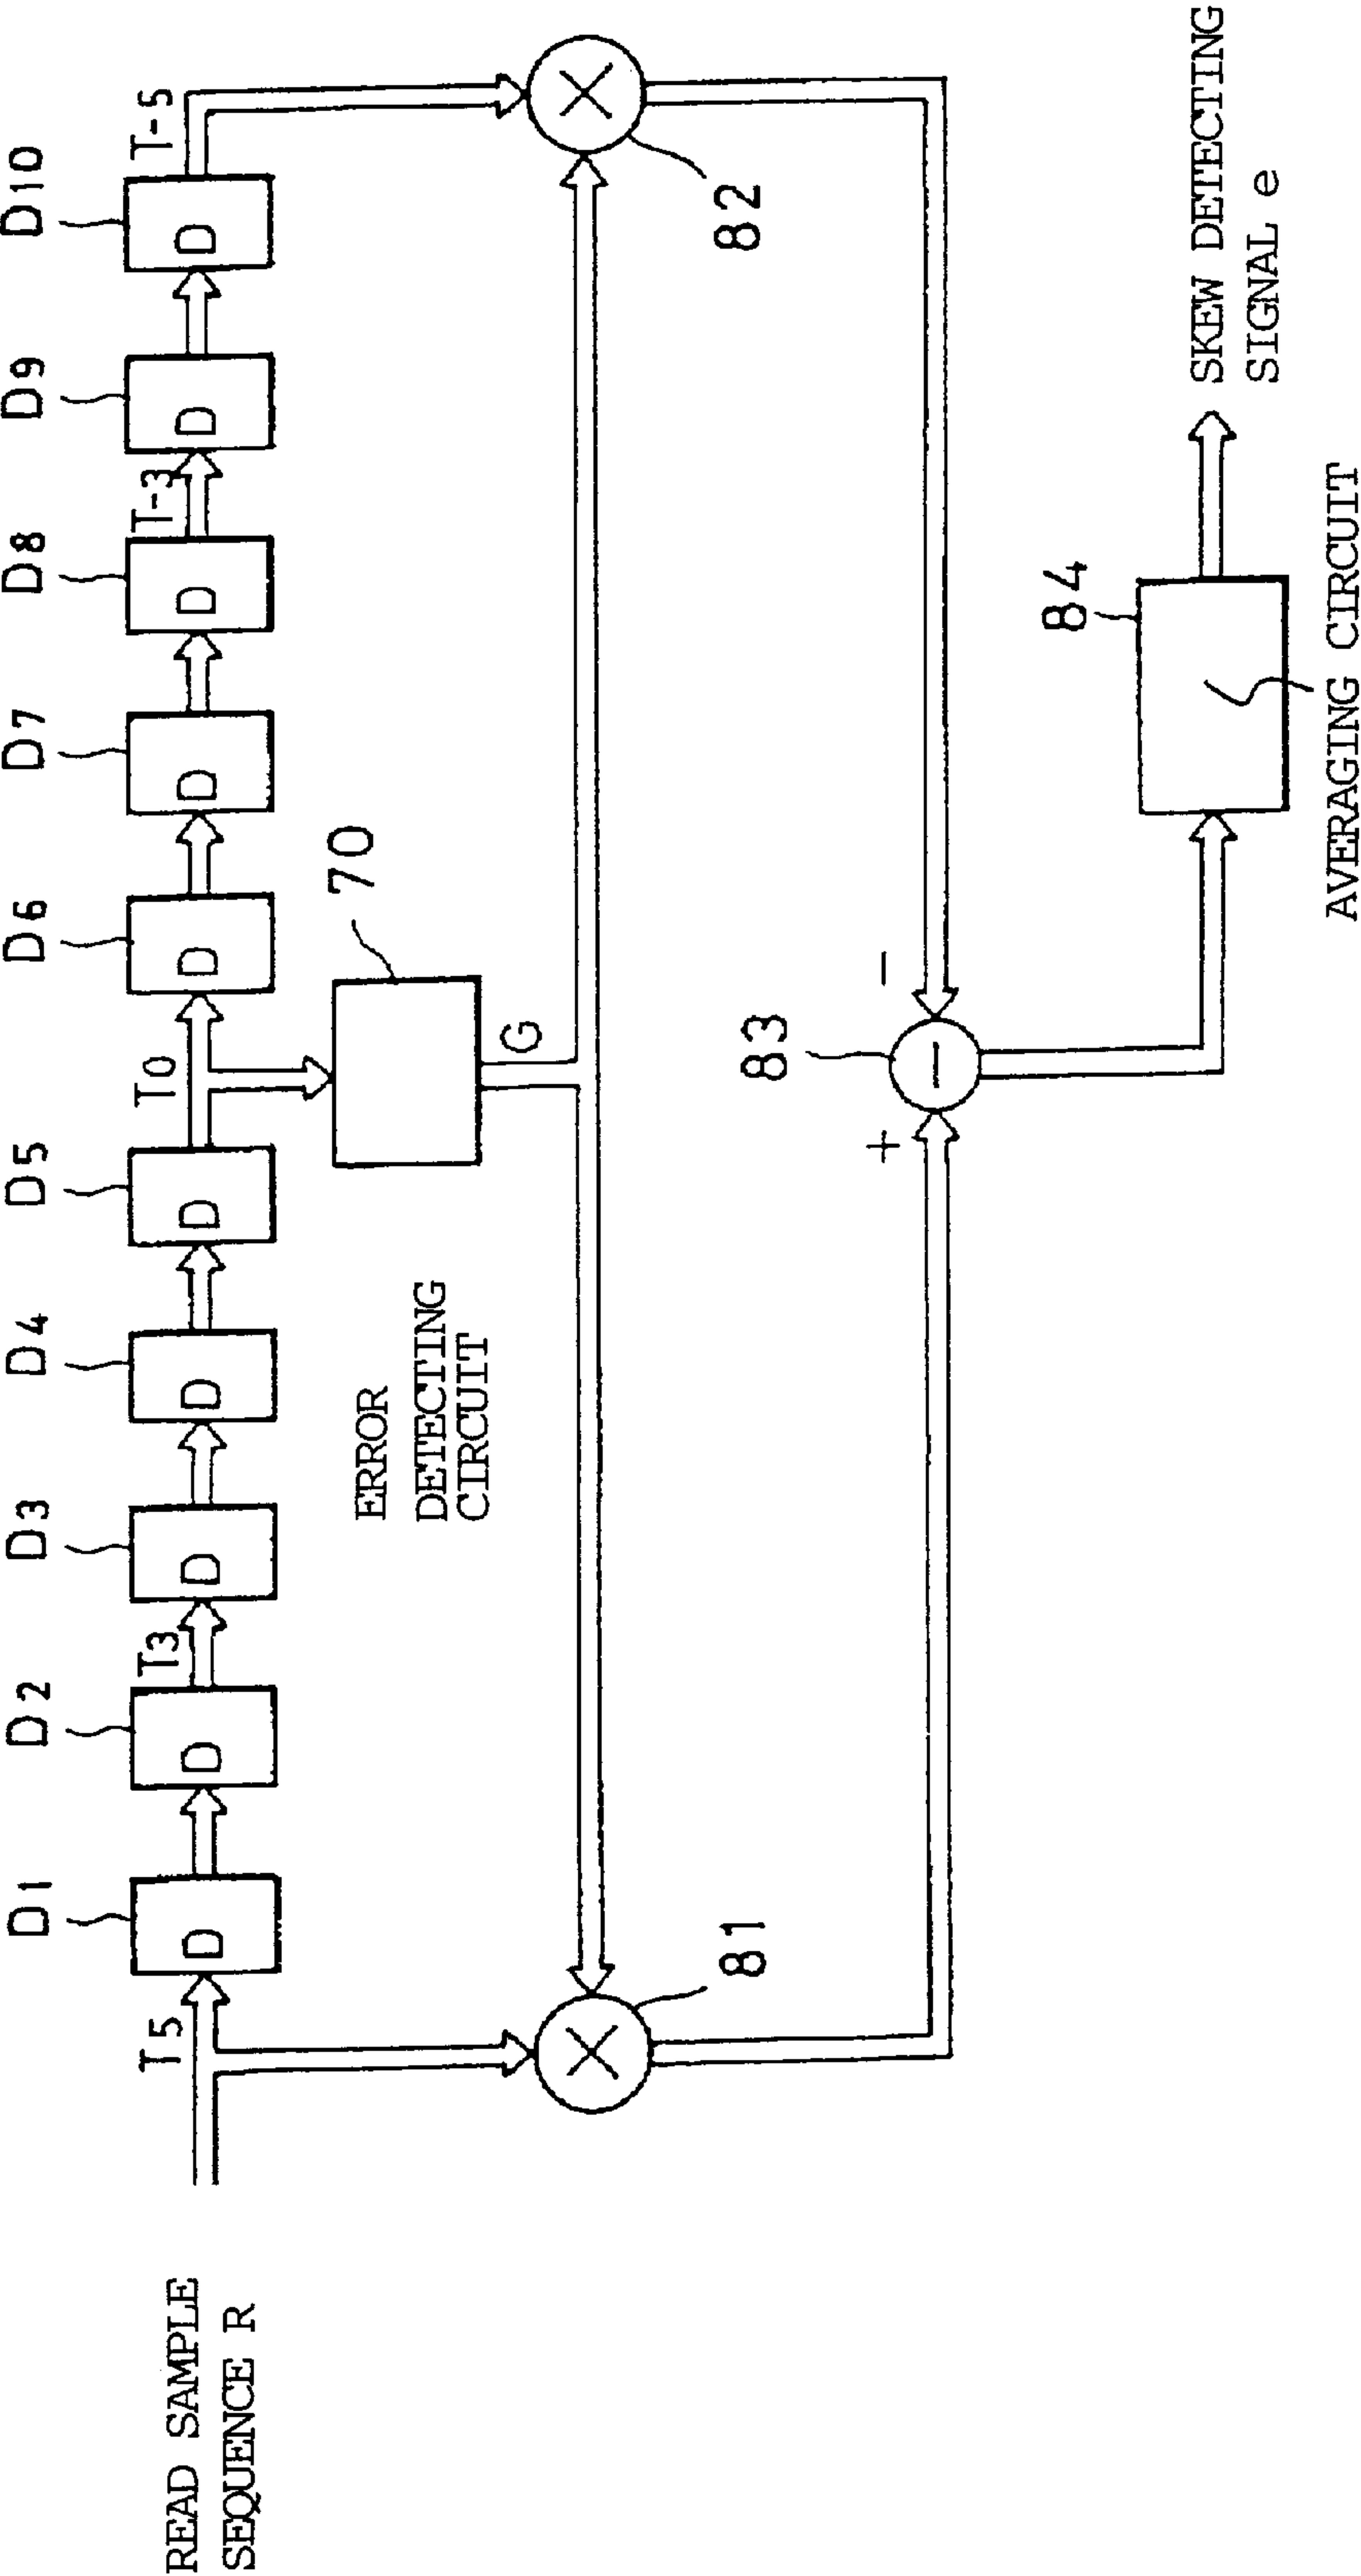 D1 D2 D3 D4 D5 D6 D7 D8 D9 D10
T5 T3 T0 T-3 T-5
D D D D D D D D D D
READ SAMPLE
SEQUENCE R
70
ERROR
DETECTING
CIRCUIT
G
81
82
83
+ −
−
84
SKEW DETECTING
SIGNAL e
AVERAGING CIRCUIT